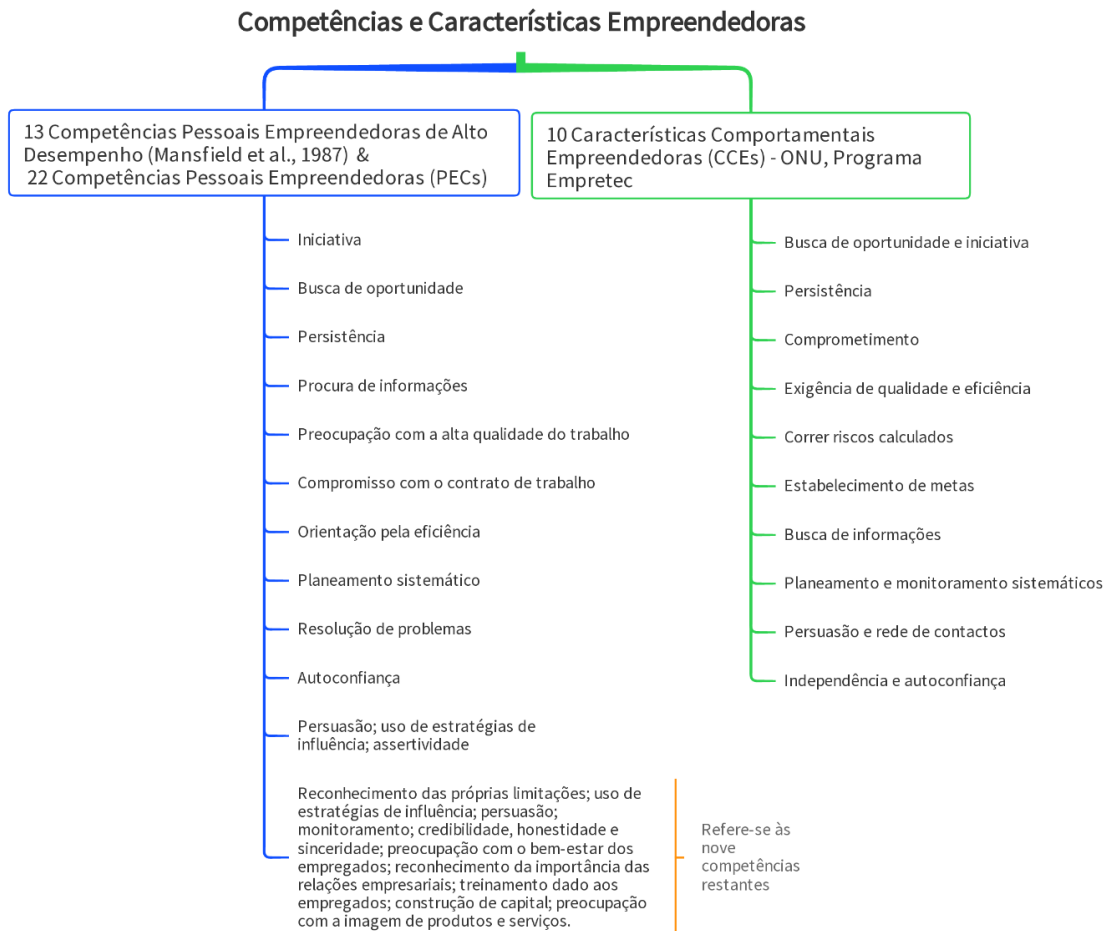 Competências e Características Empreendedoras
13 Competências Pessoais Empreendedoras de Alto
Desempenho (Mansfield et al., 1987) &
22 Competências Pessoais Empreendedoras (PECs)
Iniciativa
Busca de oportunidade
Persistência
Procura de informações
Preocupação com a alta qualidade do trabalho
Compromisso com o contrato de trabalho
Orientação pela eficiência
Planeamento sistemático
Resolução de problemas
Autoconfiança
Persuasão; uso de estratégias de
influência; assertividade
Reconhecimento das próprias limitações; uso de
estratégias de influência; persuasão;
monitoramento; credibilidade, honestidade e
sinceridade; preocupação com o bem-estar dos
empregados; reconhecimento da importância das
relações empresariais; treinamento dado aos
empregados; construção de capital; preocupação
com a imagem de produtos e serviços.
Refere-se às
nove
competências
restantes
10 Características Comportamentais
Empreendedoras (CCEs) - ONU, Programa
Empretec
Busca de oportunidade e iniciativa
Persistência
Comprometimento
Exigência de qualidade e eficiência
Correr riscos calculados
Estabelecimento de metas
Busca de informações
Planeamento e monitoramento sistemáticos
Persuasão e rede de contactos
Independência e autoconfiança